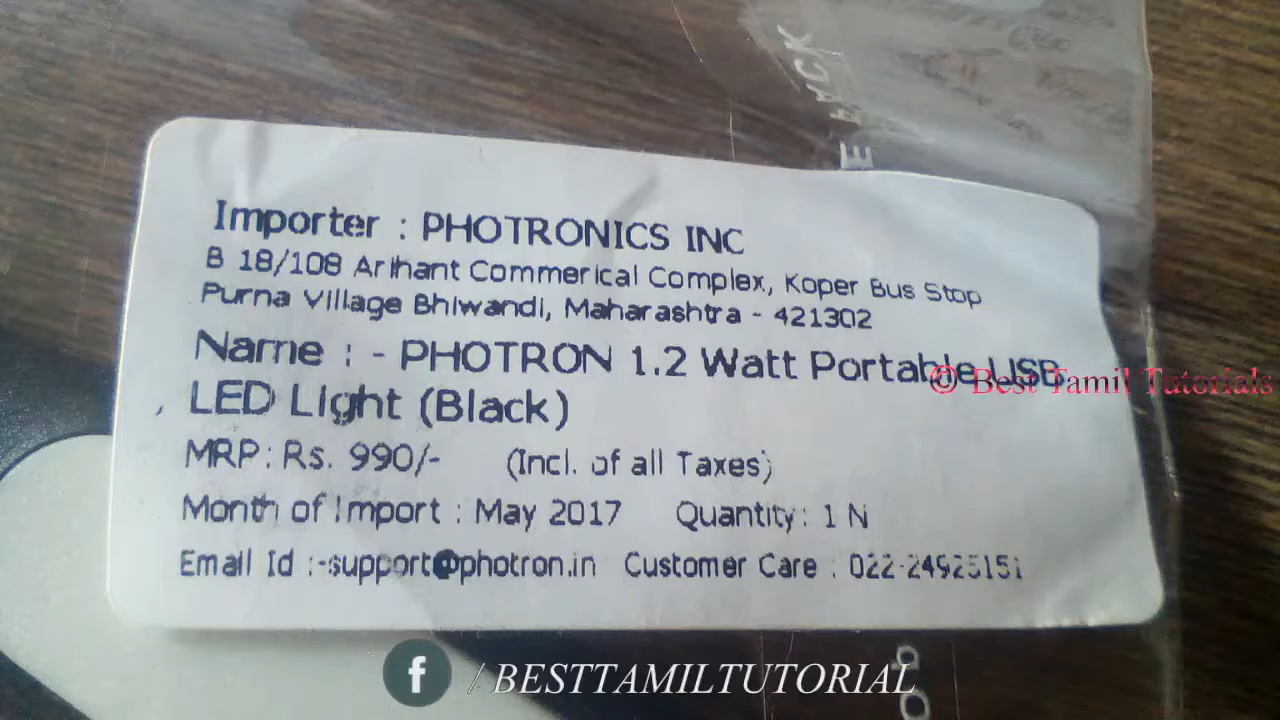 Importer : PHOTRONICS INC
B 18/108 Arihant Commerical Complex, Koper Bus Stop
Purna Village Bhiwandi, Maharashtra - 421302
Name : - PHOTRON 1.2 Watt Portable USB
© Best Tamil Tutorials
LED Light (Black)
MRP: Rs. 990/- (Incl. of all Taxes)
Month of Import : May 2017 Quantity: 1 N
Email Id :-support@photron.in Customer Care : 022-24925151
f / BESTTAMILTUTORIAL